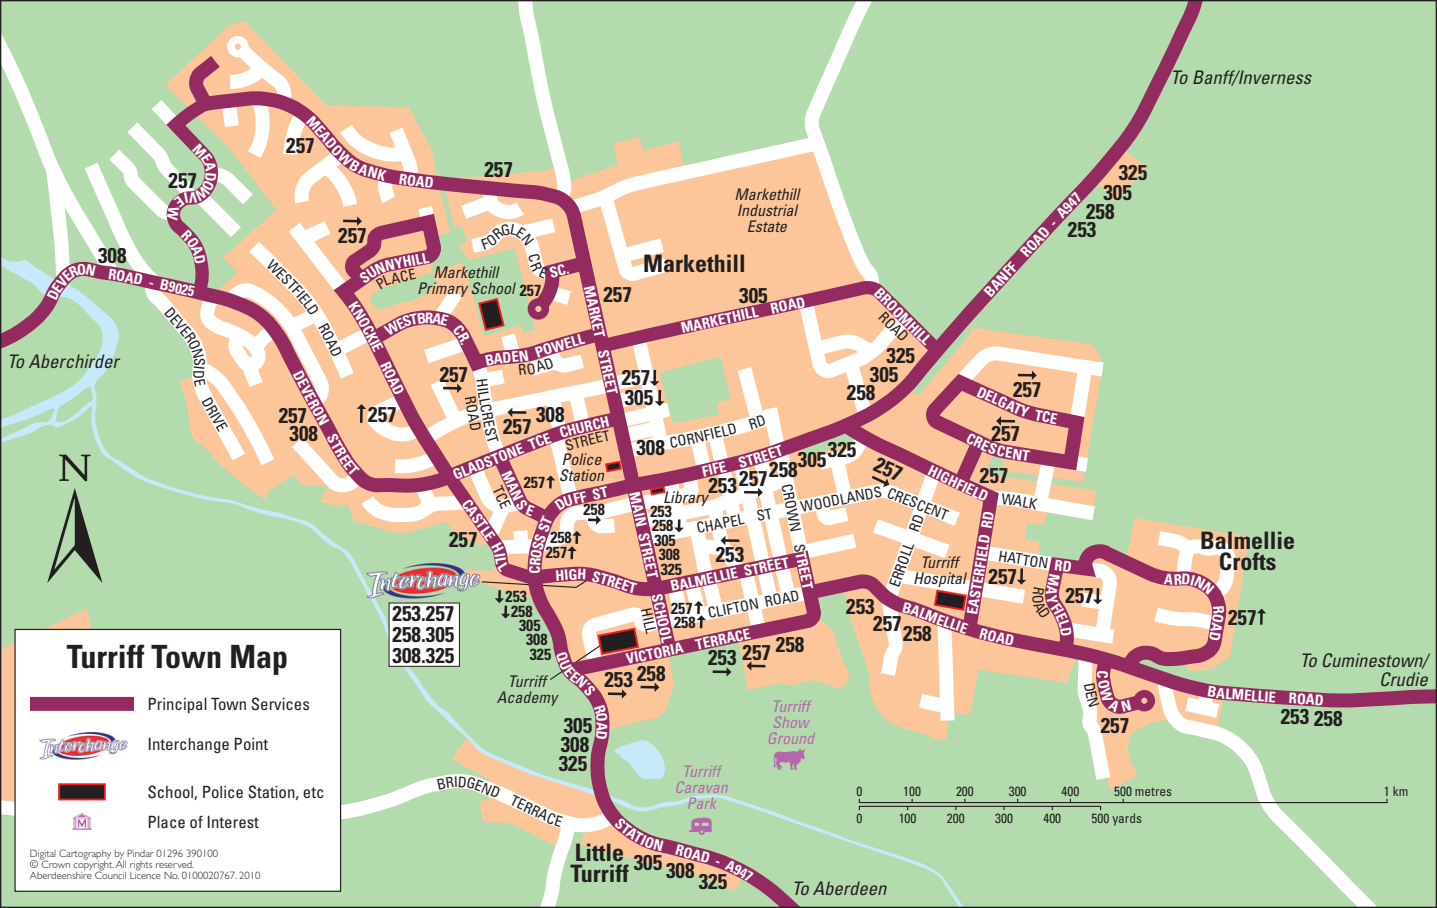 To Banff/Inverness
MEADOWBANK ROAD
257
257
MEADOWVIEW ROAD
257
325
305
258
253
BANFF ROAD - A947
Markethill
Industrial
Estate
257
FORGLEN CRESC.
SUNNYHILL
PLACE
Markethill
Primary School
257
Markethill
308
DEVERON ROAD - B9025
WESTFIELD ROAD
KNOCKIE ROAD
WESTBRAE CR.
MARKET STREET
257
305
MARKETHILL ROAD
BROMHILL
ROAD
DEVERONSIDE DRIVE
To Aberchirder
BADEN POWELL
ROAD
325
305
258
257
257↓
305↓
257
DELGATY TCE
257
CRESCENT
DEVERON STREET
257
308
↑257
HILLCREST
ROAD
257
308
GLADSTONE TCE
CHURCH
STREET
308
CORNFIELD RD
Police
Station
FIFE STREET
253
257
258
305
325
257
HIGHFIELD
WALK
257
N
MANSE
TCE
257↑
DUFF ST
258
Library
MAIN STREET
253
258↓
305
308
325
CHAPEL ST
CROWN STREET
WOODLANDS CRESCENT
253
CASTLE HILL
257
CROSS ST
258↑
257↑
ERROLL RD
EASTERFIELD RD
HATTON RD
Balmellie
Crofts
Interchange
HIGH STREET
BALMELLIE STREET
Turriff
Hospital
257↓
MAYFIELD
ROAD
257↓
ARDINN ROAD
257↑
253.257
258.305
308.325
↓253
↓258
305
308
325
SCHOOL
HILL
257↑
258↑
CLIFTON ROAD
253
257
258
BALMELLIE ROAD
VICTORIA TERRACE
253
257
258
Turriff
Academy
253
258
QUEEN'S ROAD
To Cuminestown/
Crudie
COWAN
DEN
257
BALMELLIE ROAD
253 258
305
308
325
Turriff
Show
Ground
Turriff
Caravan
Park
BRIDGEND TERRACE
Little
Turriff
STATION ROAD - A947
305
308
325
To Aberdeen
0 100 200 300 400 500 metres 1 km
0 100 200 300 400 500 yards
Turriff Town Map
Principal Town Services
Interchange
Interchange Point
School, Police Station, etc
M
Place of Interest
Digital Cartography by Pindar 01296 390100
© Crown copyright. All rights reserved.
Aberdeenshire Council Licence No. 0100020767. 2010